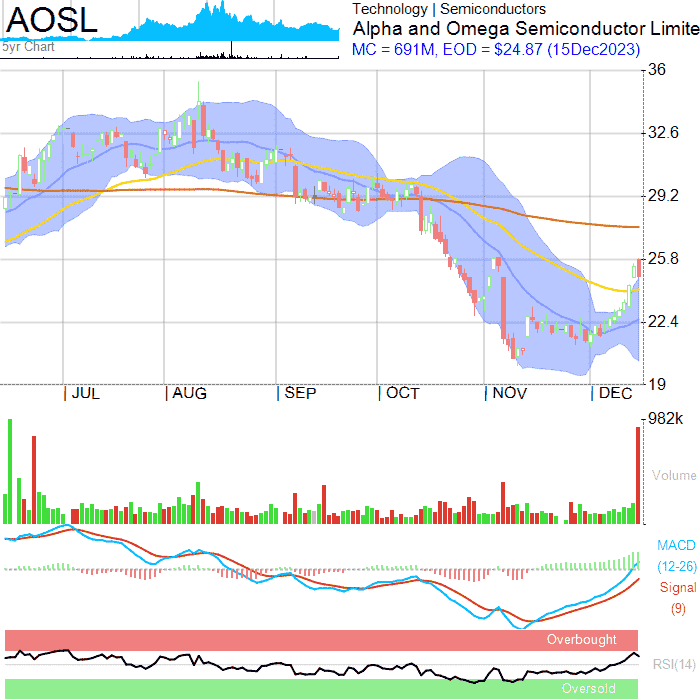 AOSL
5yr Chart
Technology | Semiconductors
Alpha and Omega Semiconductor Limite
MC = 691M, EOD = $24.87 (15Dec2023)
36
32.6
29.2
25.8
22.4
19
JUL AUG SEP OCT NOV DEC
982k
Volume
MACD
(12-26)
Signal
(9)
Overbought
RSI(14)
Oversold